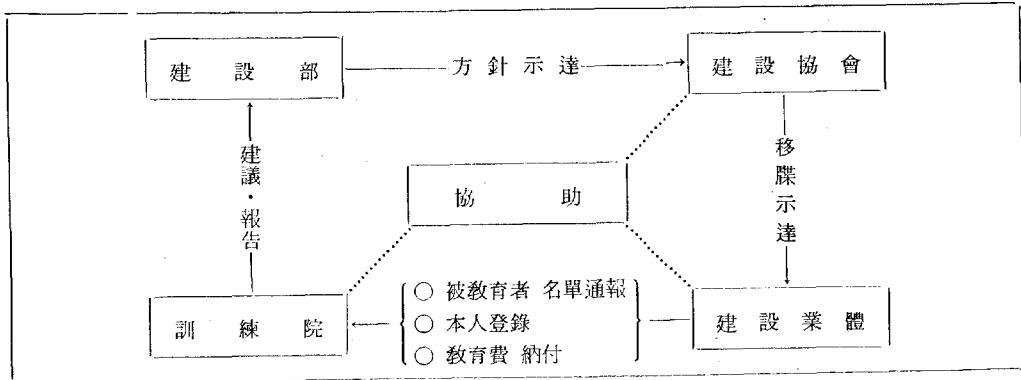 建設部
方針示達
建設協會
建議·報告
協助
移牒示達
訓練院
○ 被教育者 名單通報
○ 本人登錄
○ 教育費 納付
建設業體